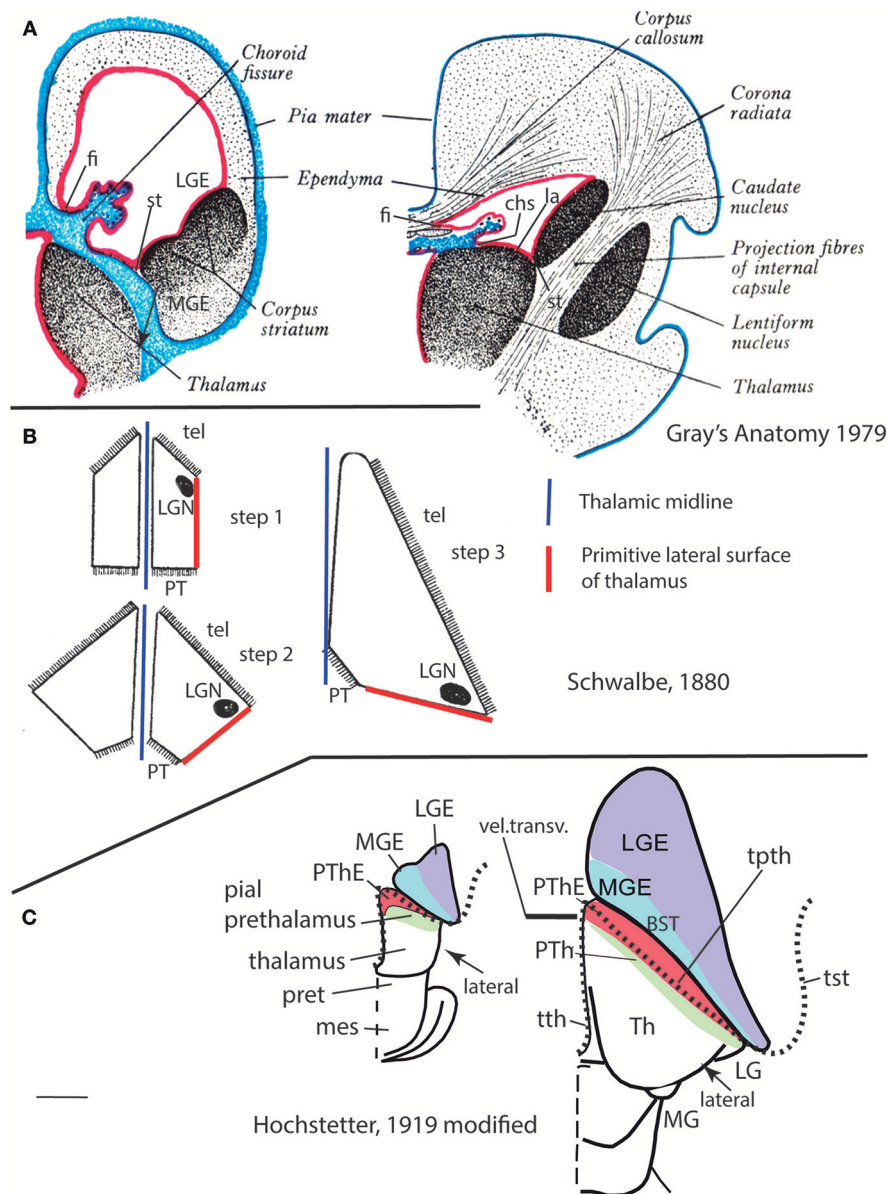 A
Choroid
fissure
Pia mater
fi
LGE
Ependyma
st
MGE
Corpus
striatum
Thalamus
Corpus
callosum
Corona
radiata
Caudate
nucleus
chs
la
fi
Projection fibres
of internal
capsule
st
Lentiform
nucleus
Thalamus
Gray's Anatomy 1979
B
tel
LGN
step 1
PT
tel
step 2
LGN
PT
tel
step 3
LGN
PT
Thalamic midline
Primitive lateral surface
of thalamus
Schwalbe, 1880
C
LGE
MGE
PThE
pial
prethalamus
thalamus
lateral
pret
mes
vel.transv.
LGE
tpth
PThE
MGE
BST
PTh
tst
tth
Th
LG
lateral
MG
Hochstetter, 1919 modified